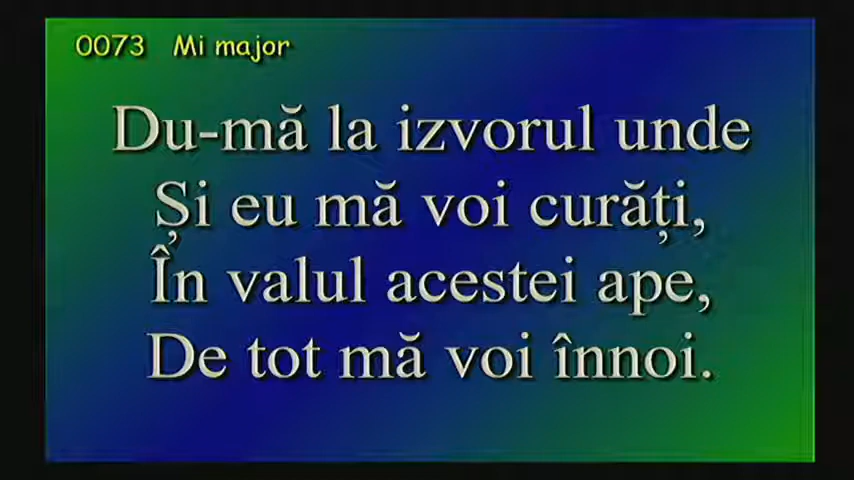 0073 Mi major
Du-mă la izvorul unde
Și eu mă voi curăți,
În valul acestei ape,
De tot mă voi înnoi.